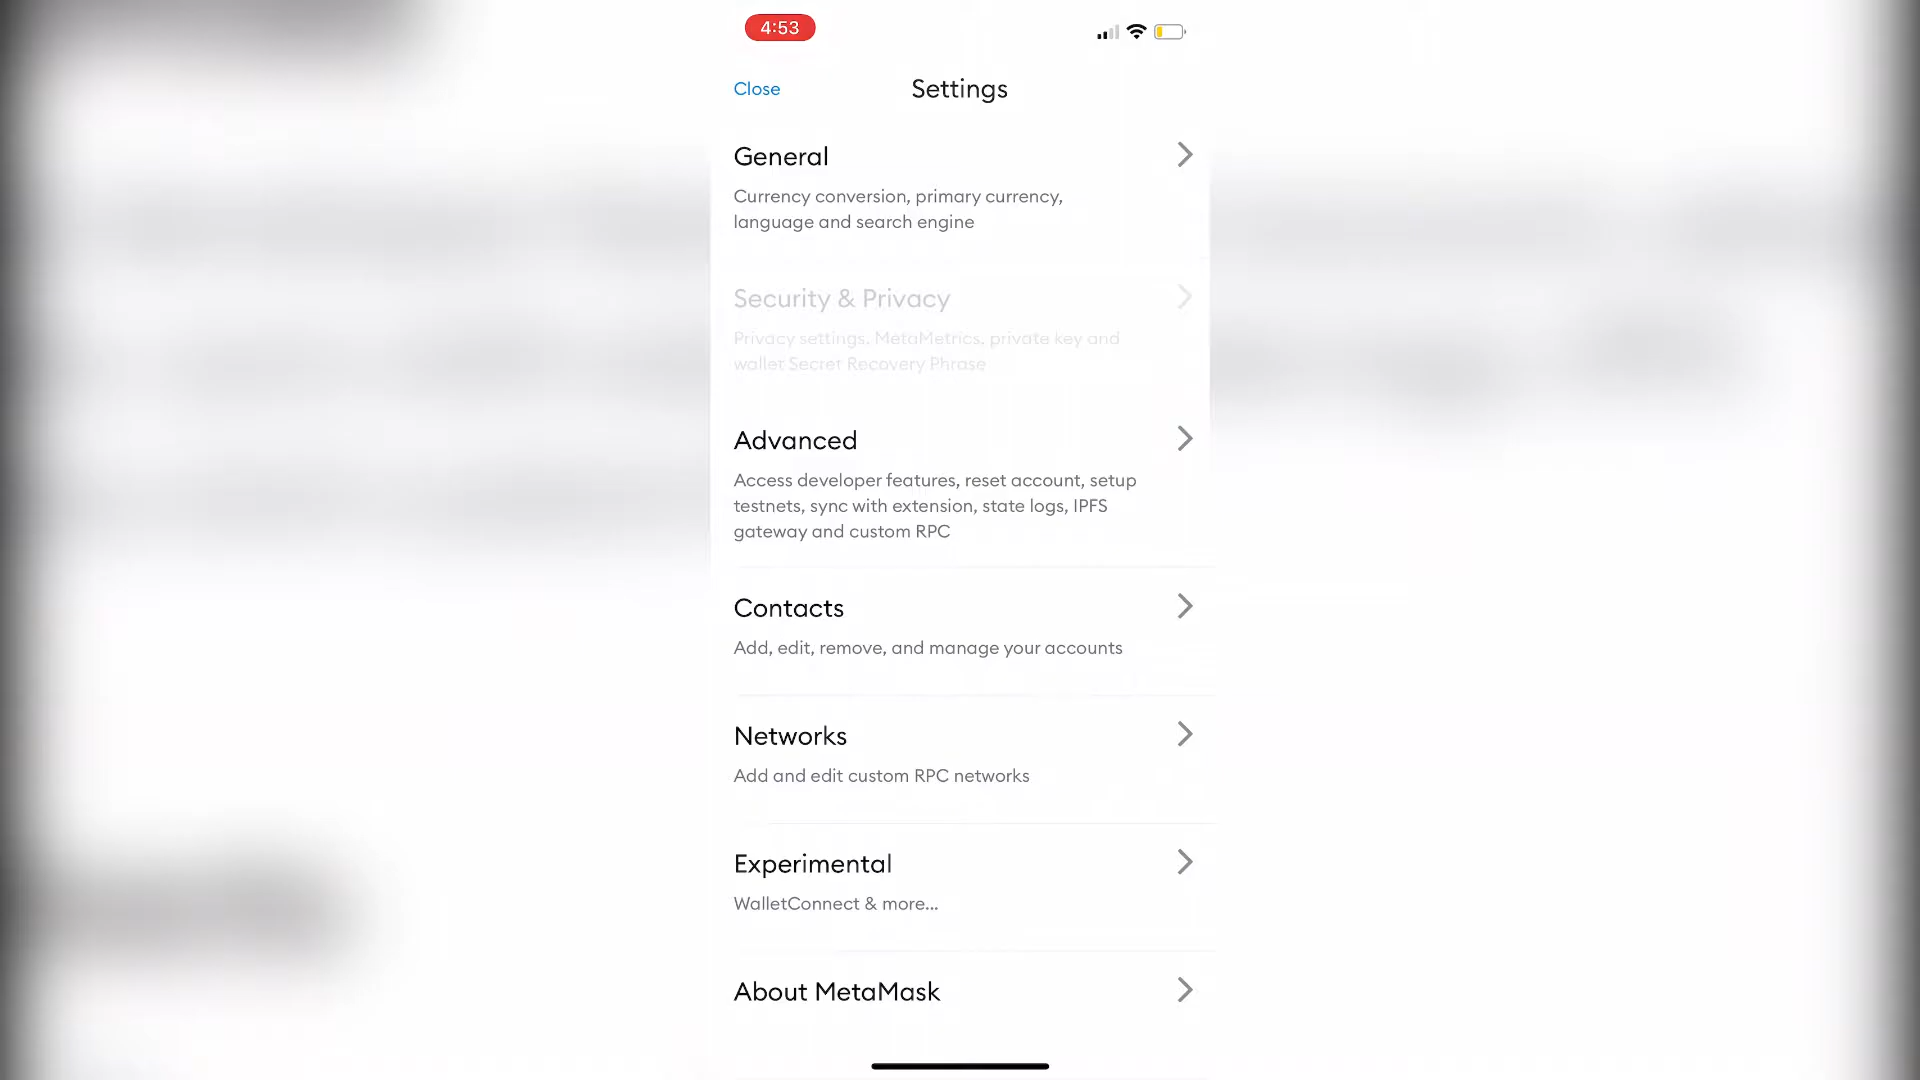 4:53
Close
Settings
General
Currency conversion, primary currency,
language and search engine
Security & Privacy
Privacy settings, MetaMetrics, private key and
wallet Secret Recovery Phrase
Advanced
Access developer features, reset account, setup
testnets, sync with extension, state logs, IPFS
gateway and custom RPC
Contacts
Add, edit, remove, and manage your accounts
Networks
Add and edit custom RPC networks
Experimental
WalletConnect & more...
About MetaMask